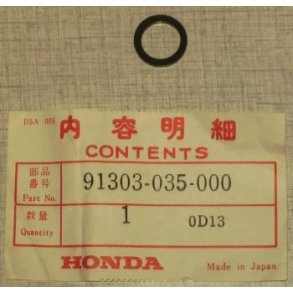 DSA 003
内容明細
CONTENTS
部品番号 Part No. 91303-035-000
数量 Quantity 1 0D13
HONDA Made in Japan